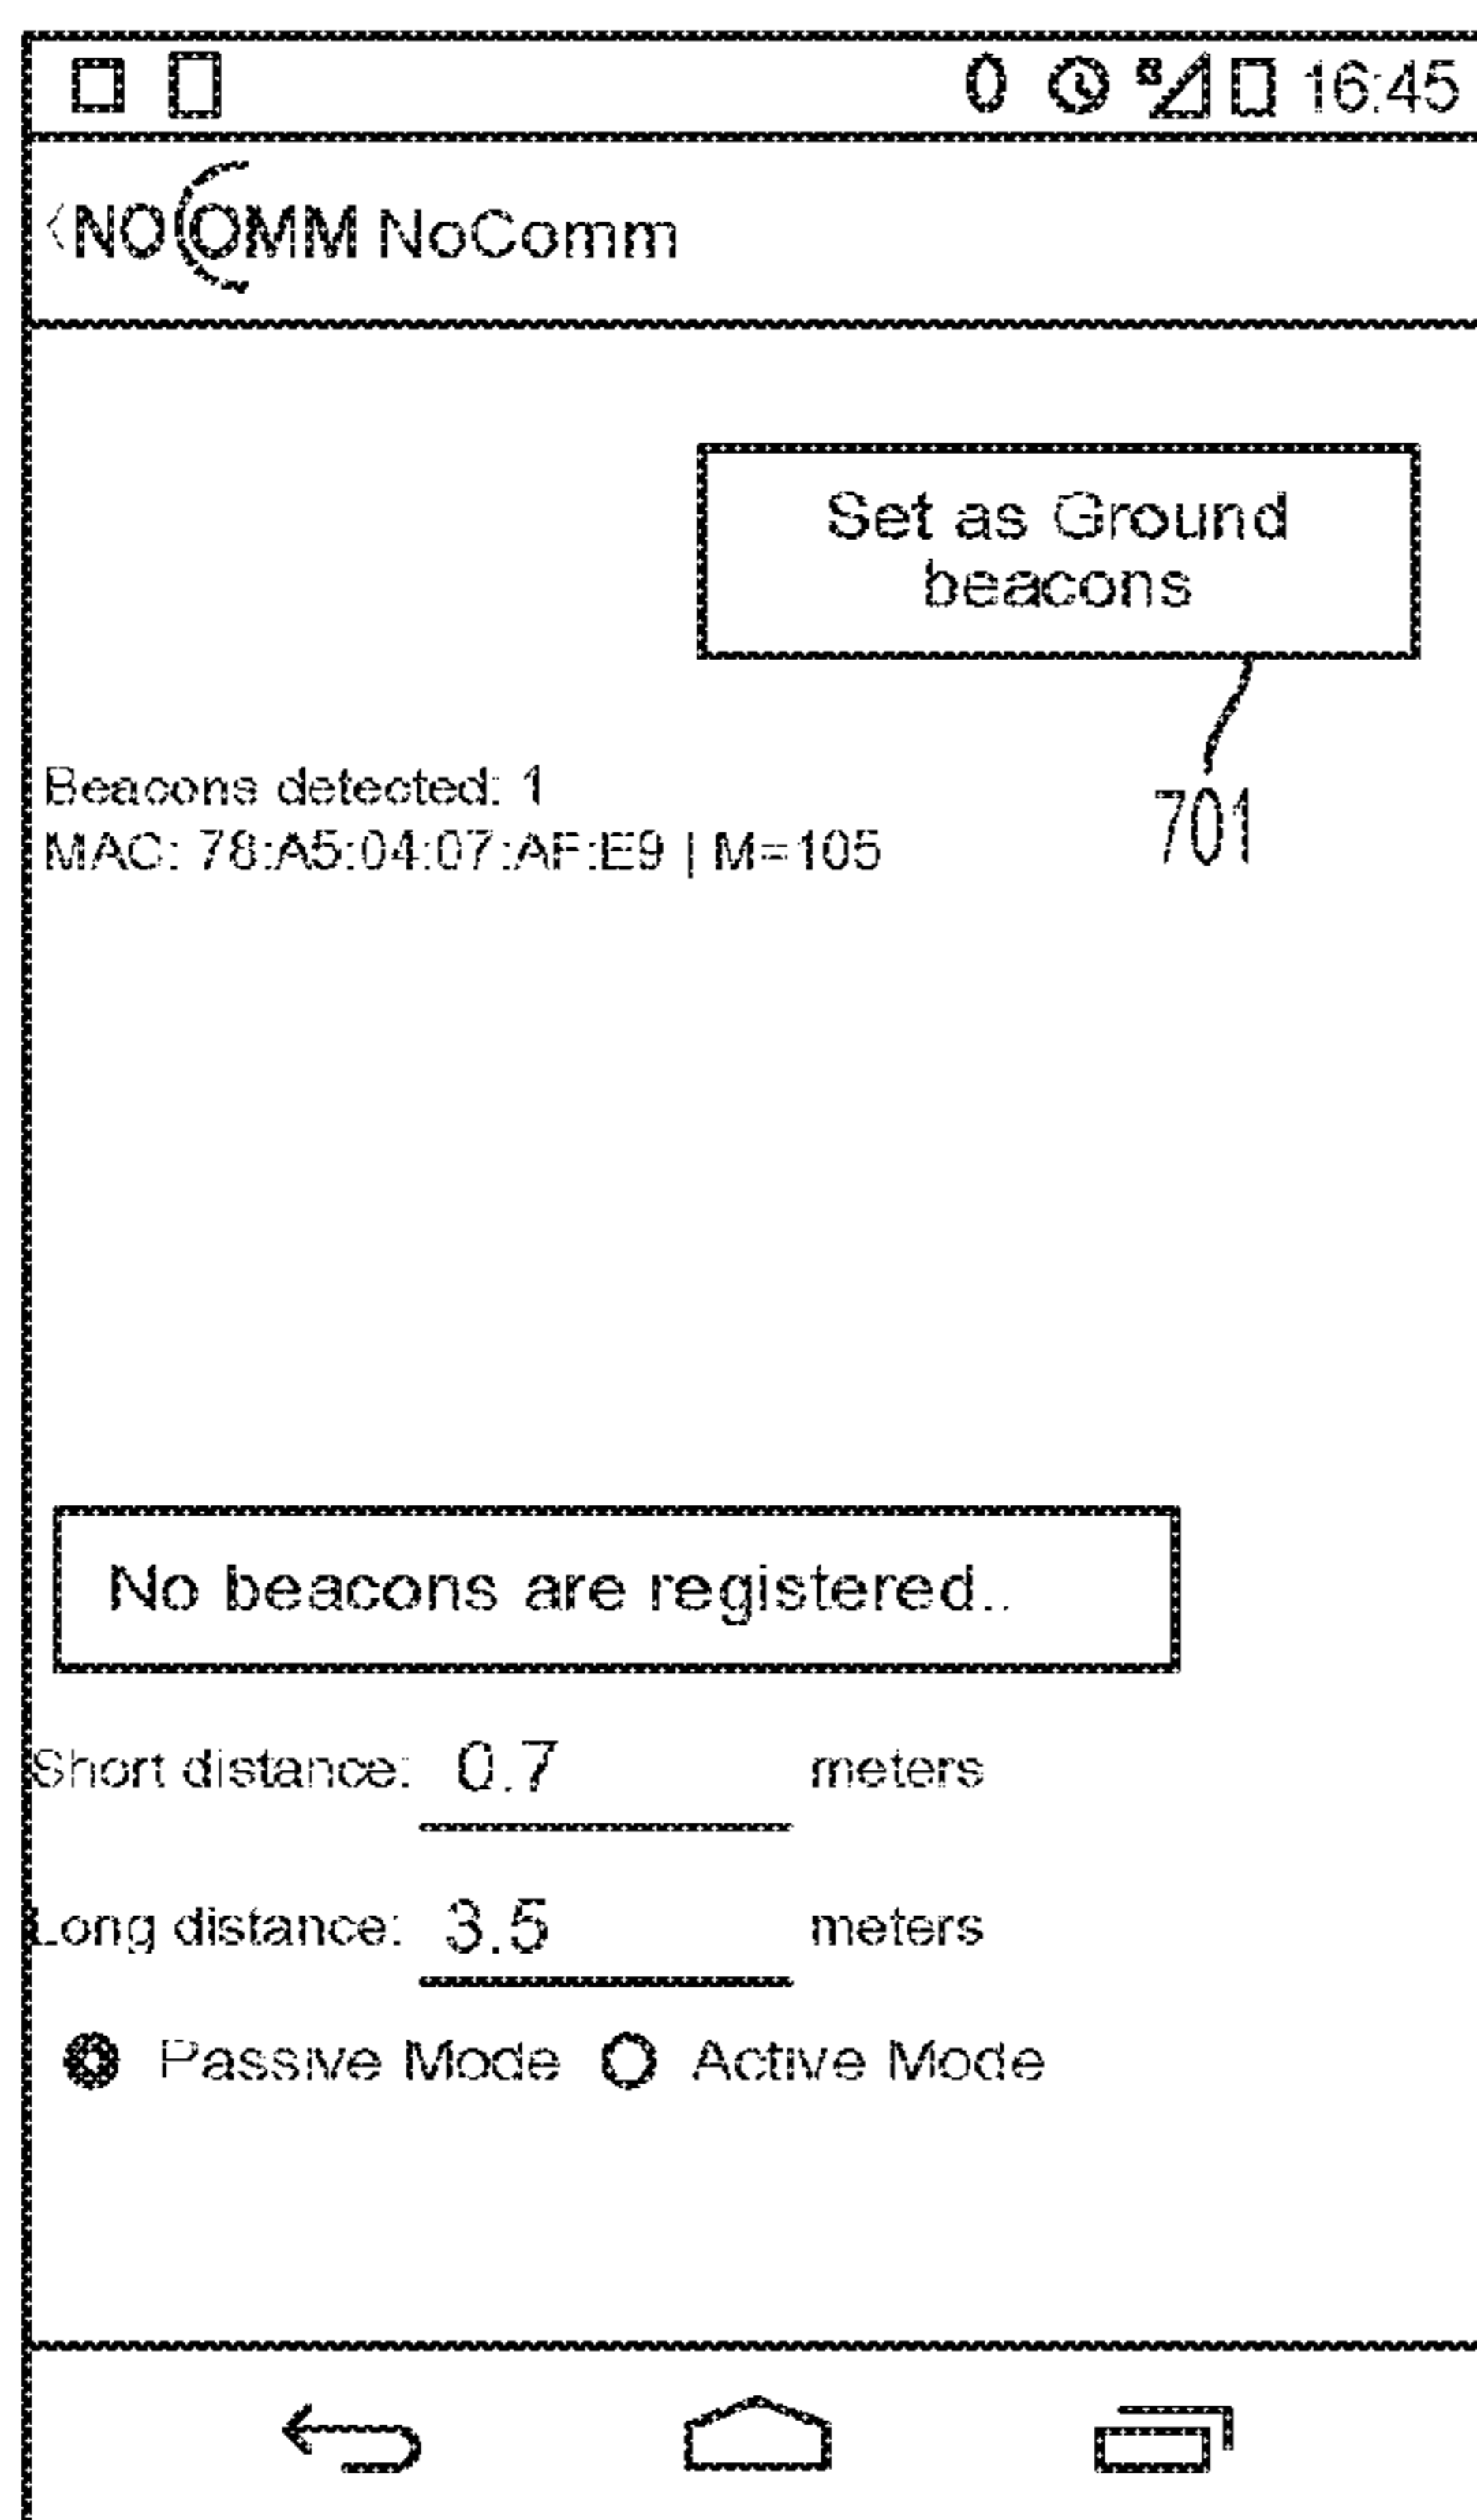 16:45
NOCOMM NoComm
Set as Ground
beacons
701
Beacons detected: 1
MAC: 78:A5:04:07:AF:E9 | M=105
No beacons are registered..
Short distance: 0.7 meters
Long distance: 3.5 meters
Passive Mode Active Mode